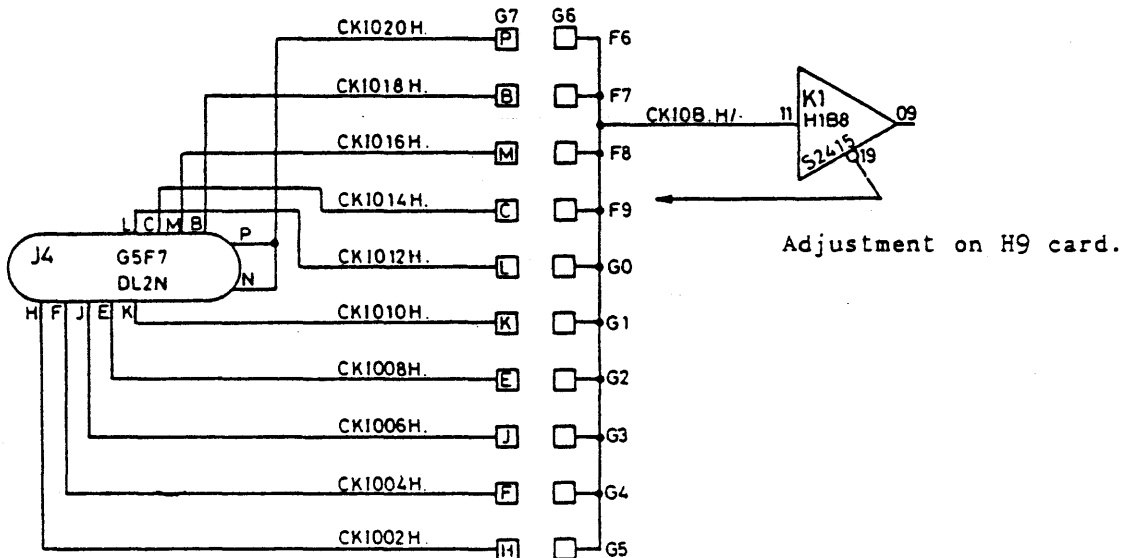 G7 G6
CK1020H. P F6
CK1018H. B F7
CK10B.H/. 11 K1 H1B8 S2415 09 19
CK1016H. M F8
CK1014H. C F9
L C M B P
J4 G5F7 DL2N N
CK1012H. L G0
Adjustment on H9 card.
H F J E K
CK1010H. K G1
CK1008H. E G2
CK1006H. J G3
CK1004H. F G4
CK1002H. H G5